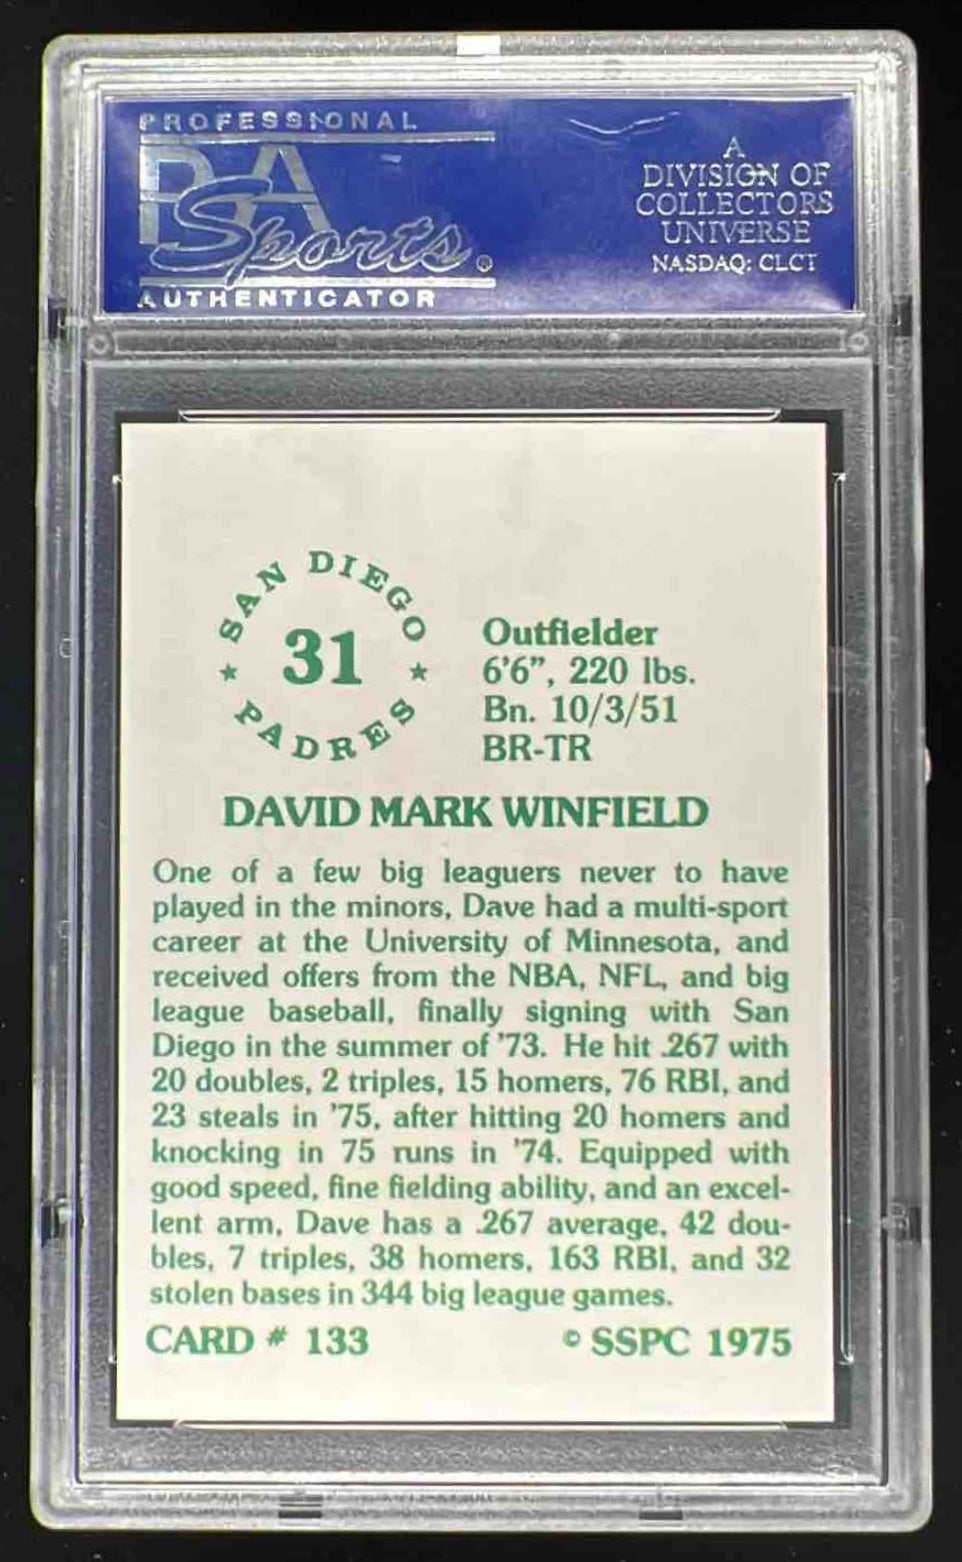 PROFESSIONAL
PSA
Sports®
AUTHENTICATOR
A
DIVISION OF
COLLECTORS
UNIVERSE
NASDAQ: CLCT
SAN DIEGO
★ 31 ★
PADRES
Outfielder
6'6", 220 lbs.
Bn. 10/3/51
BR-TR
DAVID MARK WINFIELD
One of a few big leaguers never to have
played in the minors, Dave had a multi-sport
career at the University of Minnesota, and
received offers from the NBA, NFL, and big
league baseball, finally signing with San
Diego in the summer of '73. He hit .267 with
20 doubles, 2 triples, 15 homers, 76 RBI, and
23 steals in '75, after hitting 20 homers and
knocking in 75 runs in '74. Equipped with
good speed, fine fielding ability, and an excel-
lent arm, Dave has a .267 average, 42 dou-
bles, 7 triples, 38 homers, 163 RBI, and 32
stolen bases in 344 big league games.
CARD # 133
© SSPC 1975